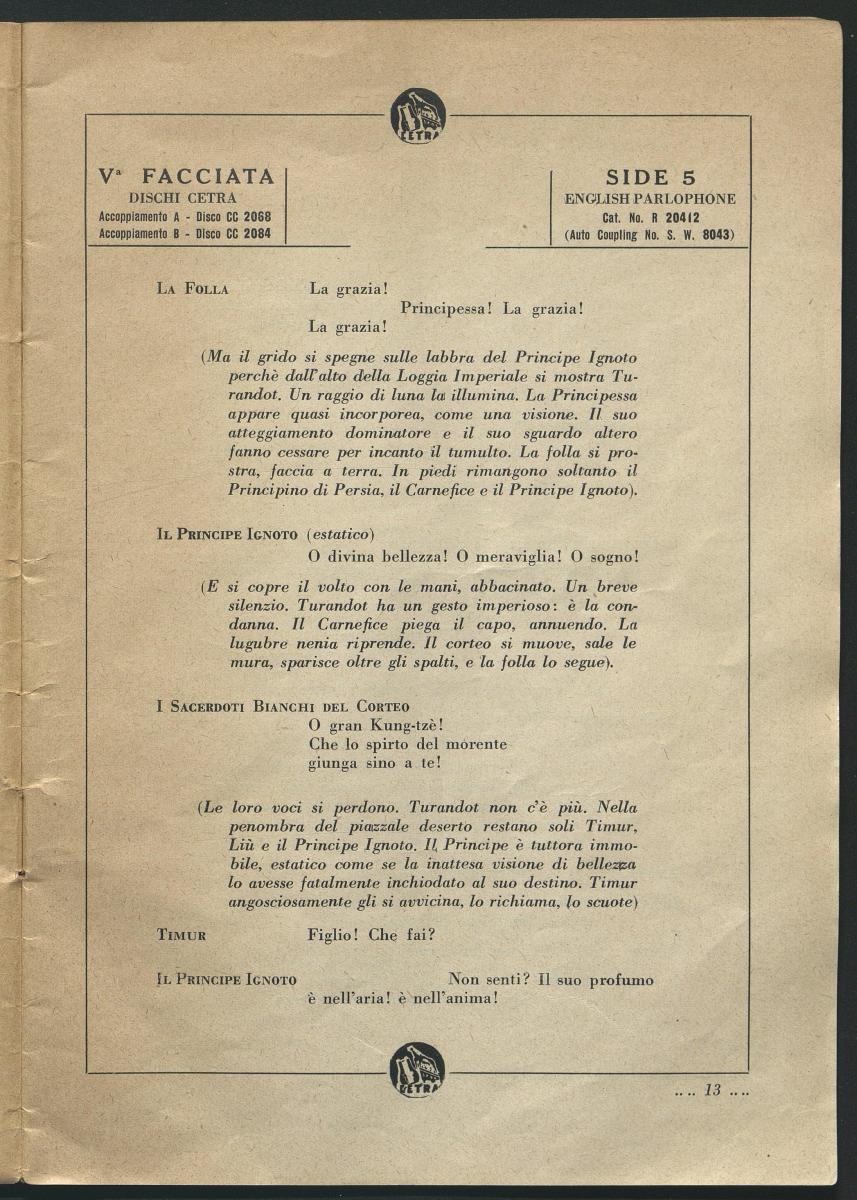 CETRA
Vª FACCIATA
DISCHI CETRA
Accoppiamento A - Disco CC 2068
Accoppiamento B - Disco CC 2084
SIDE 5
ENGLISH PARLOPHONE
Cat. No. R 20412
(Auto Coupling No. S. W. 8043)
LA FOLLA La grazia!
Principessa! La grazia!
La grazia!
(Ma il grido si spegne sulle labbra del Principe Ignoto
perchè dall'alto della Loggia Imperiale si mostra Tu-
randot. Un raggio di luna la illumina. La Principessa
appare quasi incorporea, come una visione. Il suo
atteggiamento dominatore e il suo sguardo altero
fanno cessare per incanto il tumulto. La folla si pro-
stra, faccia a terra. In piedi rimangono soltanto il
Principino di Persia, il Carnefice e il Principe Ignoto).
IL PRINCIPE IGNOTO (estatico)
O divina bellezza! O meraviglia! O sogno!
(E si copre il volto con le mani, abbacinato. Un breve
silenzio. Turandot ha un gesto imperioso: è la con-
danna. Il Carnefice piega il capo, annuendo. La
lugubre nenia riprende. Il corteo si muove, sale le
mura, sparisce oltre gli spalti, e la folla lo segue).
I SACERDOTI BIANCHI DEL CORTEO
O gran Kung-tzè!
Che lo spirto del morente
giunga sino a te!
(Le loro voci si perdono. Turandot non c'è più. Nella
penombra del piazzale deserto restano soli Timur,
Liù e il Principe Ignoto. Il Principe è tuttora immo-
bile, estatico come se la inattesa visione di bellezza
lo avesse fatalmente inchiodato al suo destino. Timur
angosciosamente gli si avvicina, lo richiama, lo scuote)
TIMUR Figlio! Che fai?
IL PRINCIPE IGNOTO Non senti? Il suo profumo
è nell'aria! è nell'anima!
CETRA
.. .. 13 .. ..